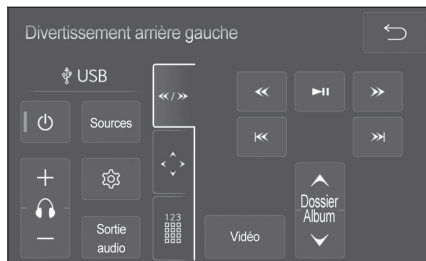 Divertissement arrière gauche
USB
Sources
Sortie
audio
123
Dossier
Album
Vidéo